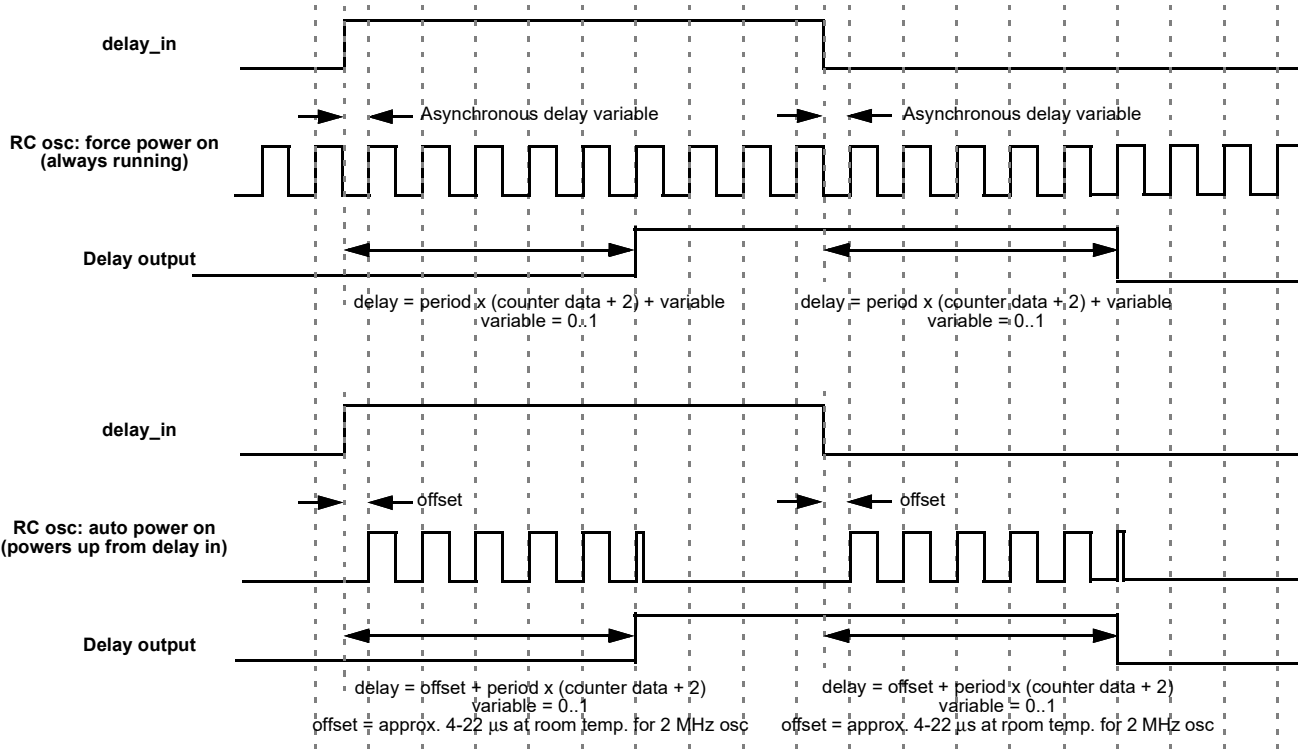 delay_in
Asynchronous delay variable
Asynchronous delay variable
RC osc: force power on
(always running)
Delay output
delay = period x (counter data + 2) + variable
variable = 0..1
delay = period x (counter data + 2) + variable
variable = 0..1
delay_in
offset
offset
RC osc: auto power on
(powers up from delay in)
Delay output
delay = offset + period x (counter data + 2)
variable = 0..1
offset = approx. 4-22 μs at room temp. for 2 MHz osc
delay = offset + period x (counter data + 2)
variable = 0..1
offset = approx. 4-22 μs at room temp. for 2 MHz osc